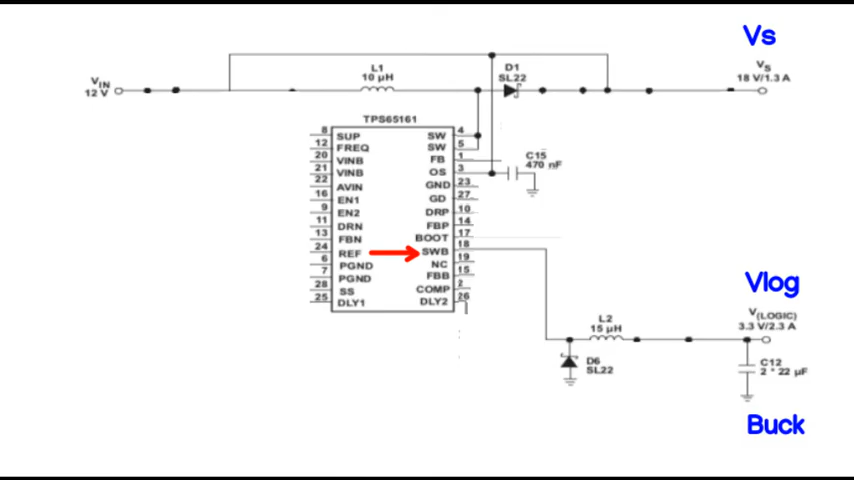 Vs
L1
10 µH
D1
SL22
VS
18 V/1.3 A
VIN
12 V
TPS65161
8 SUP
12 FREQ
20 VINB
21 VINB
22 AVIN
16 EN1
9 EN2
11 DRN
13 FBN
24 REF
6 PGND
7 PGND
28 SS
25 DLY1
SW 4
SW 5
FB 1
OS 3
GND 23
GD 27
DRP 10
FBP 14
BOOT 17
SWB 18
NC 19
FBB 15
COMP 2
DLY2 26
C15
470 nF
Vlog
L2
15 µH
V(LOGIC)
3.3 V/2.3 A
D6
SL22
C12
2 * 22 µF
Buck